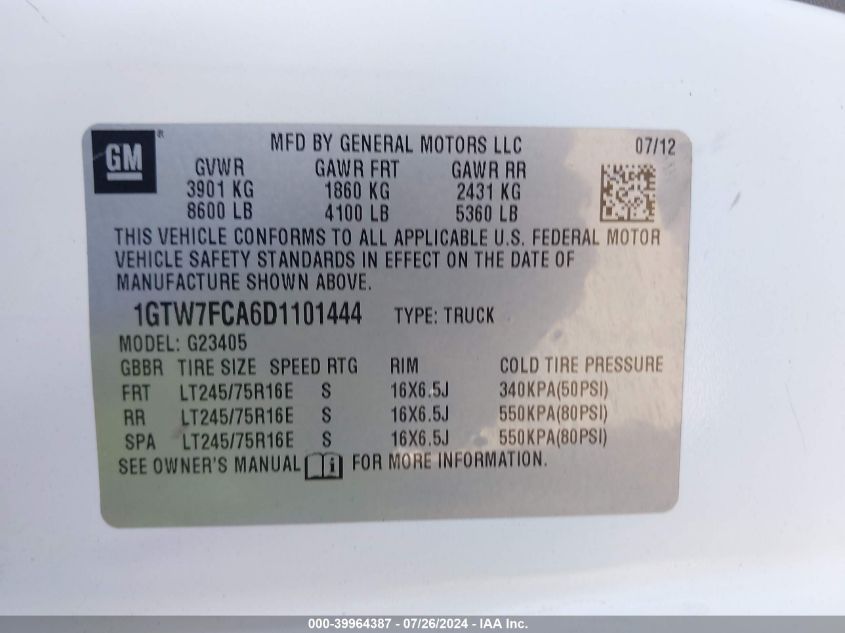 GM ® MFD BY GENERAL MOTORS LLC 07/12
GVWR GAWR FRT GAWR RR
3901 KG 1860 KG 2431 KG
8600 LB 4100 LB 5360 LB
THIS VEHICLE CONFORMS TO ALL APPLICABLE U.S. FEDERAL MOTOR
VEHICLE SAFETY STANDARDS IN EFFECT ON THE DATE OF
MANUFACTURE SHOWN ABOVE.
1GTW7FCA6D1101444 TYPE: TRUCK
MODEL: G23405
GBBR TIRE SIZE SPEED RTG RIM COLD TIRE PRESSURE
FRT LT245/75R16E S 16X6.5J 340KPA(50PSI)
RR LT245/75R16E S 16X6.5J 550KPA(80PSI)
SPA LT245/75R16E S 16X6.5J 550KPA(80PSI)
SEE OWNER'S MANUAL i FOR MORE INFORMATION.
000-39964387 - 07/26/2024 - IAA Inc.